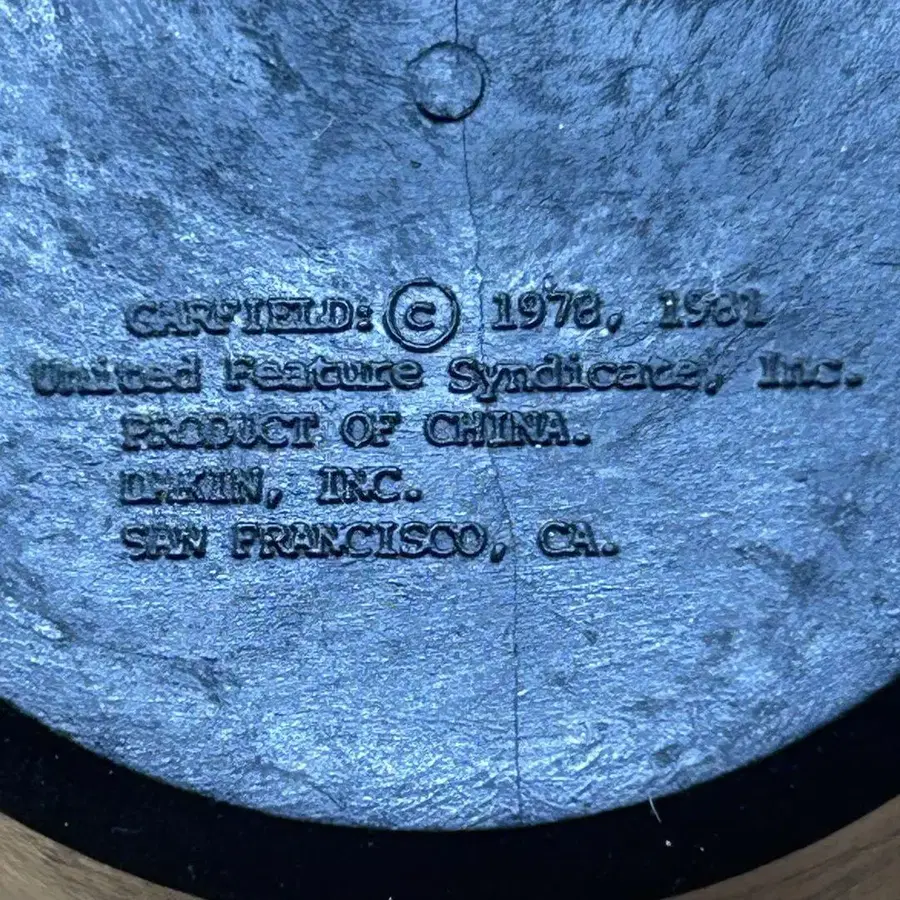 GARFIELD: © 1978, 1981
United Feature Syndicate, Inc.
PRODUCT OF CHINA.
DAKIN, INC.
SAN FRANCISCO, CA.